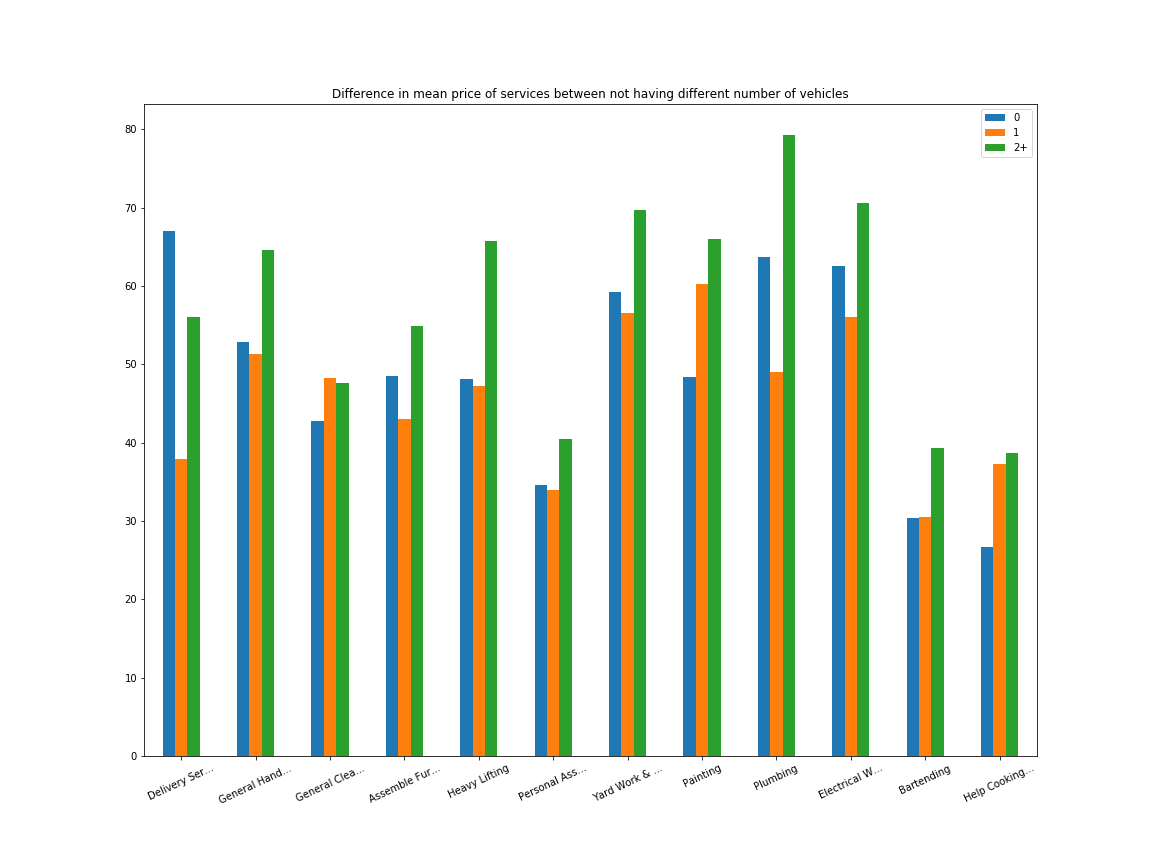 Difference in mean price of services between not having different number of vehicles
0
1
2+
80
70
60
50
40
30
20
10
0
Delivery Ser...
General Hand...
General Clea...
Assemble Fur...
Heavy Lifting
Personal Ass...
Yard Work & ...
Painting
Plumbing
Electrical W...
Bartending
Help Cooking...